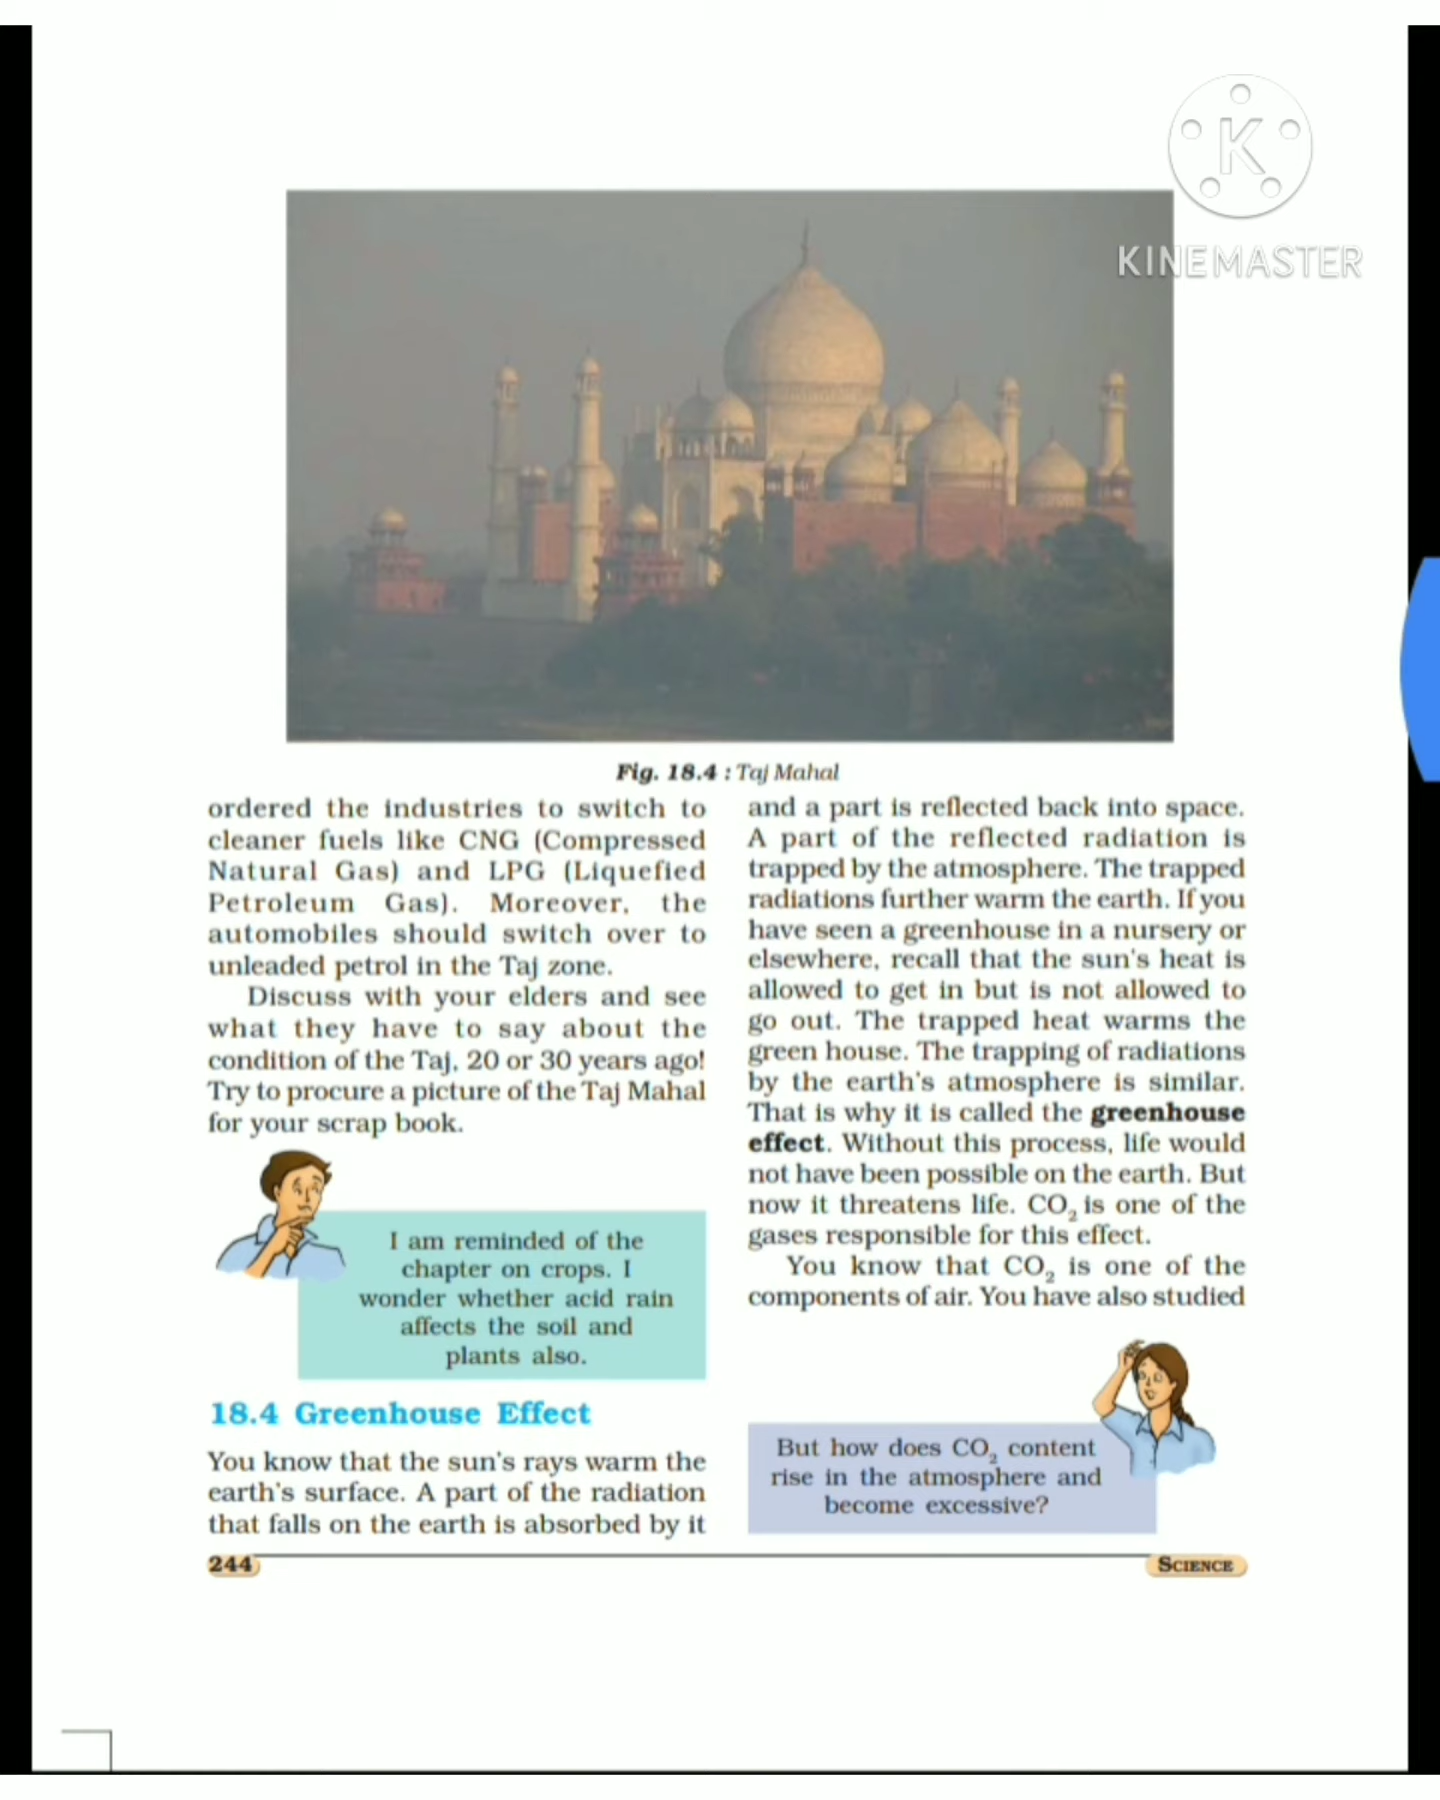 K
KINEMASTER
Fig. 18.4 : Taj Mahal
ordered the industries to switch to
cleaner fuels like CNG (Compressed
Natural Gas) and LPG (Liquefied
Petroleum Gas). Moreover, the
automobiles should switch over to
unleaded petrol in the Taj zone.
Discuss with your elders and see
what they have to say about the
condition of the Taj, 20 or 30 years ago!
Try to procure a picture of the Taj Mahal
for your scrap book.
I am reminded of the
chapter on crops. I
wonder whether acid rain
affects the soil and
plants also.
18.4 Greenhouse Effect
You know that the sun's rays warm the
earth's surface. A part of the radiation
that falls on the earth is absorbed by it
and a part is reflected back into space.
A part of the reflected radiation is
trapped by the atmosphere. The trapped
radiations further warm the earth. If you
have seen a greenhouse in a nursery or
elsewhere, recall that the sun's heat is
allowed to get in but is not allowed to
go out. The trapped heat warms the
green house. The trapping of radiations
by the earth's atmosphere is similar.
That is why it is called the greenhouse
effect. Without this process, life would
not have been possible on the earth. But
now it threatens life. CO₂ is one of the
gases responsible for this effect.
You know that CO₂ is one of the
components of air. You have also studied
But how does CO₂ content
rise in the atmosphere and
become excessive?
244
SCIENCE